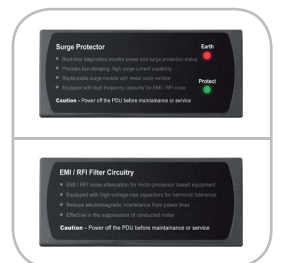 Surge Protector
Earth
Real-time diagnostics monitor power and surge protection status
Provides low clamping, high surge current capability
Replaceable surge module with metal oxide varistor
Protect
Equipped with high frequency capacitor for EMI / RFI noise
Caution - Power off the PDU before maintainance or service
EMI / RFI Filter Circuitry
EMI / RFI noise attenuation for micro-processor based equipment
Equipped with high-voltage-rise capacitors for harmonic tolerance
Reduce electromagnetic interference from power lines
Effective in the suppression of conducted noise
Caution - Power off the PDU before maintainance or service